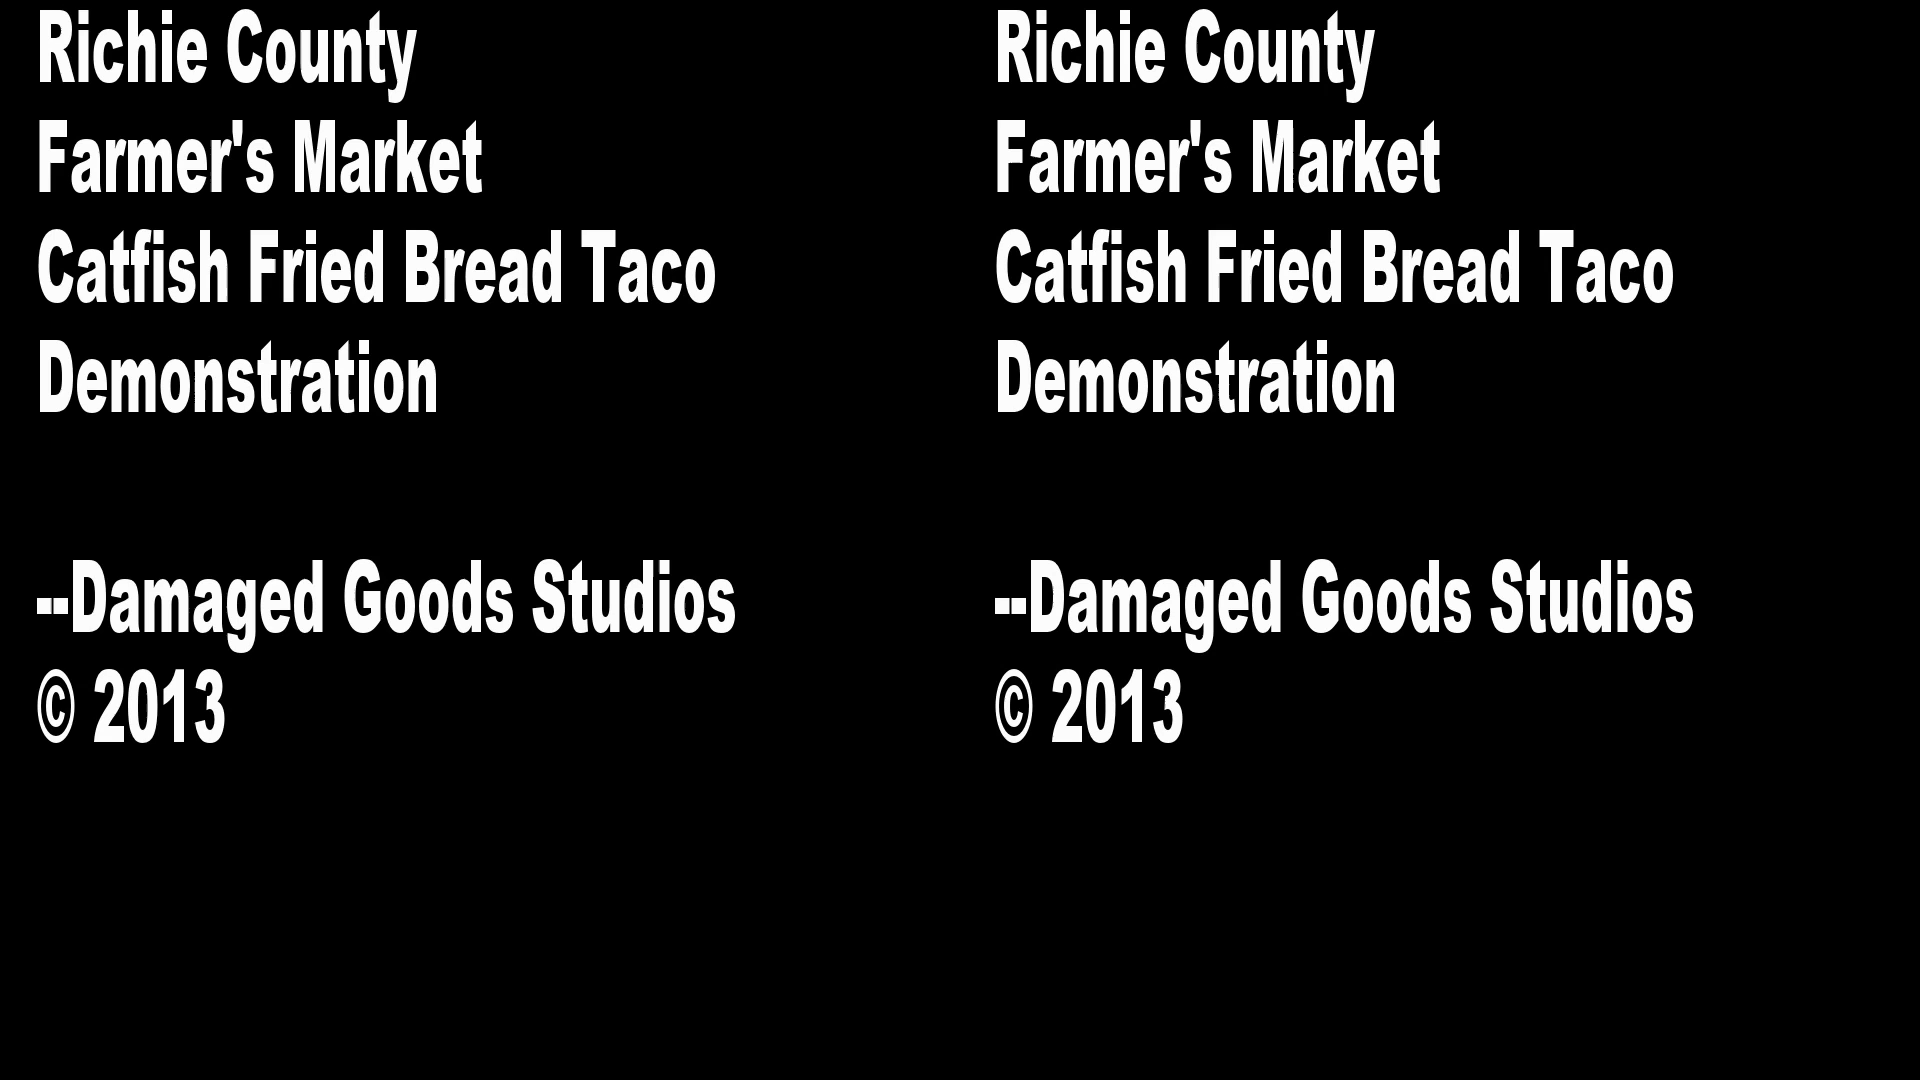 Richie County
Farmer's Market
Catfish Fried Bread Taco
Demonstration
--Damaged Goods Studios
© 2013
Richie County
Farmer's Market
Catfish Fried Bread Taco
Demonstration
--Damaged Goods Studios
© 2013